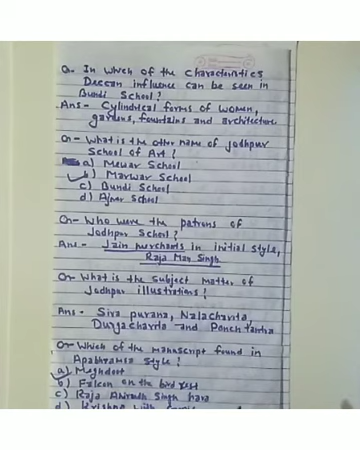 Q- In which of the characteristics
Deccan influence can be seen in
Bundi School?
Ans- Cylindrical forms of women,
gardens, fountains and architecture
Q- What is the other name of Jodhpur
School of Art?
a) Mewar School
b) Marwar School
c) Bundi School
d) Ajmer School
Q- Who were the patrons of
Jodhpur School?
Ans- Jain merchants in initial style,
Raja Man Singh
Q- What is the subject matter of
Jodhpur illustrations?
Ans- Siva purana, Nalacharita,
Durgacharita and Panchtantra
Q- Which of the manuscript found in
Apabhramsa style?
a) Meghdoot
b) Falcon on the bird rest
c) Raja Anirudh Singh hara
d) Krishna with